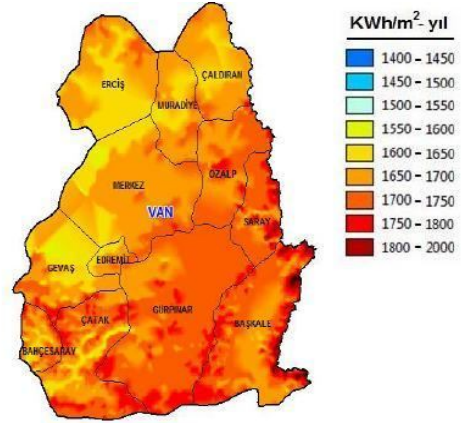 KWh/m²- yıl
1400 - 1450
1450 - 1500
1500 - 1550
1550 - 1600
1600 - 1650
1650 - 1700
1700 - 1750
1750 - 1800
1800 - 2000
ERCİŞ
ÇALDIRAN
MURADİYE
ÖZALP
MERKEZ
VAN
SARAY
EDREMİT
GEVAŞ
ÇATAK
GÜRPINAR
BAŞKALE
BAHÇESARAY